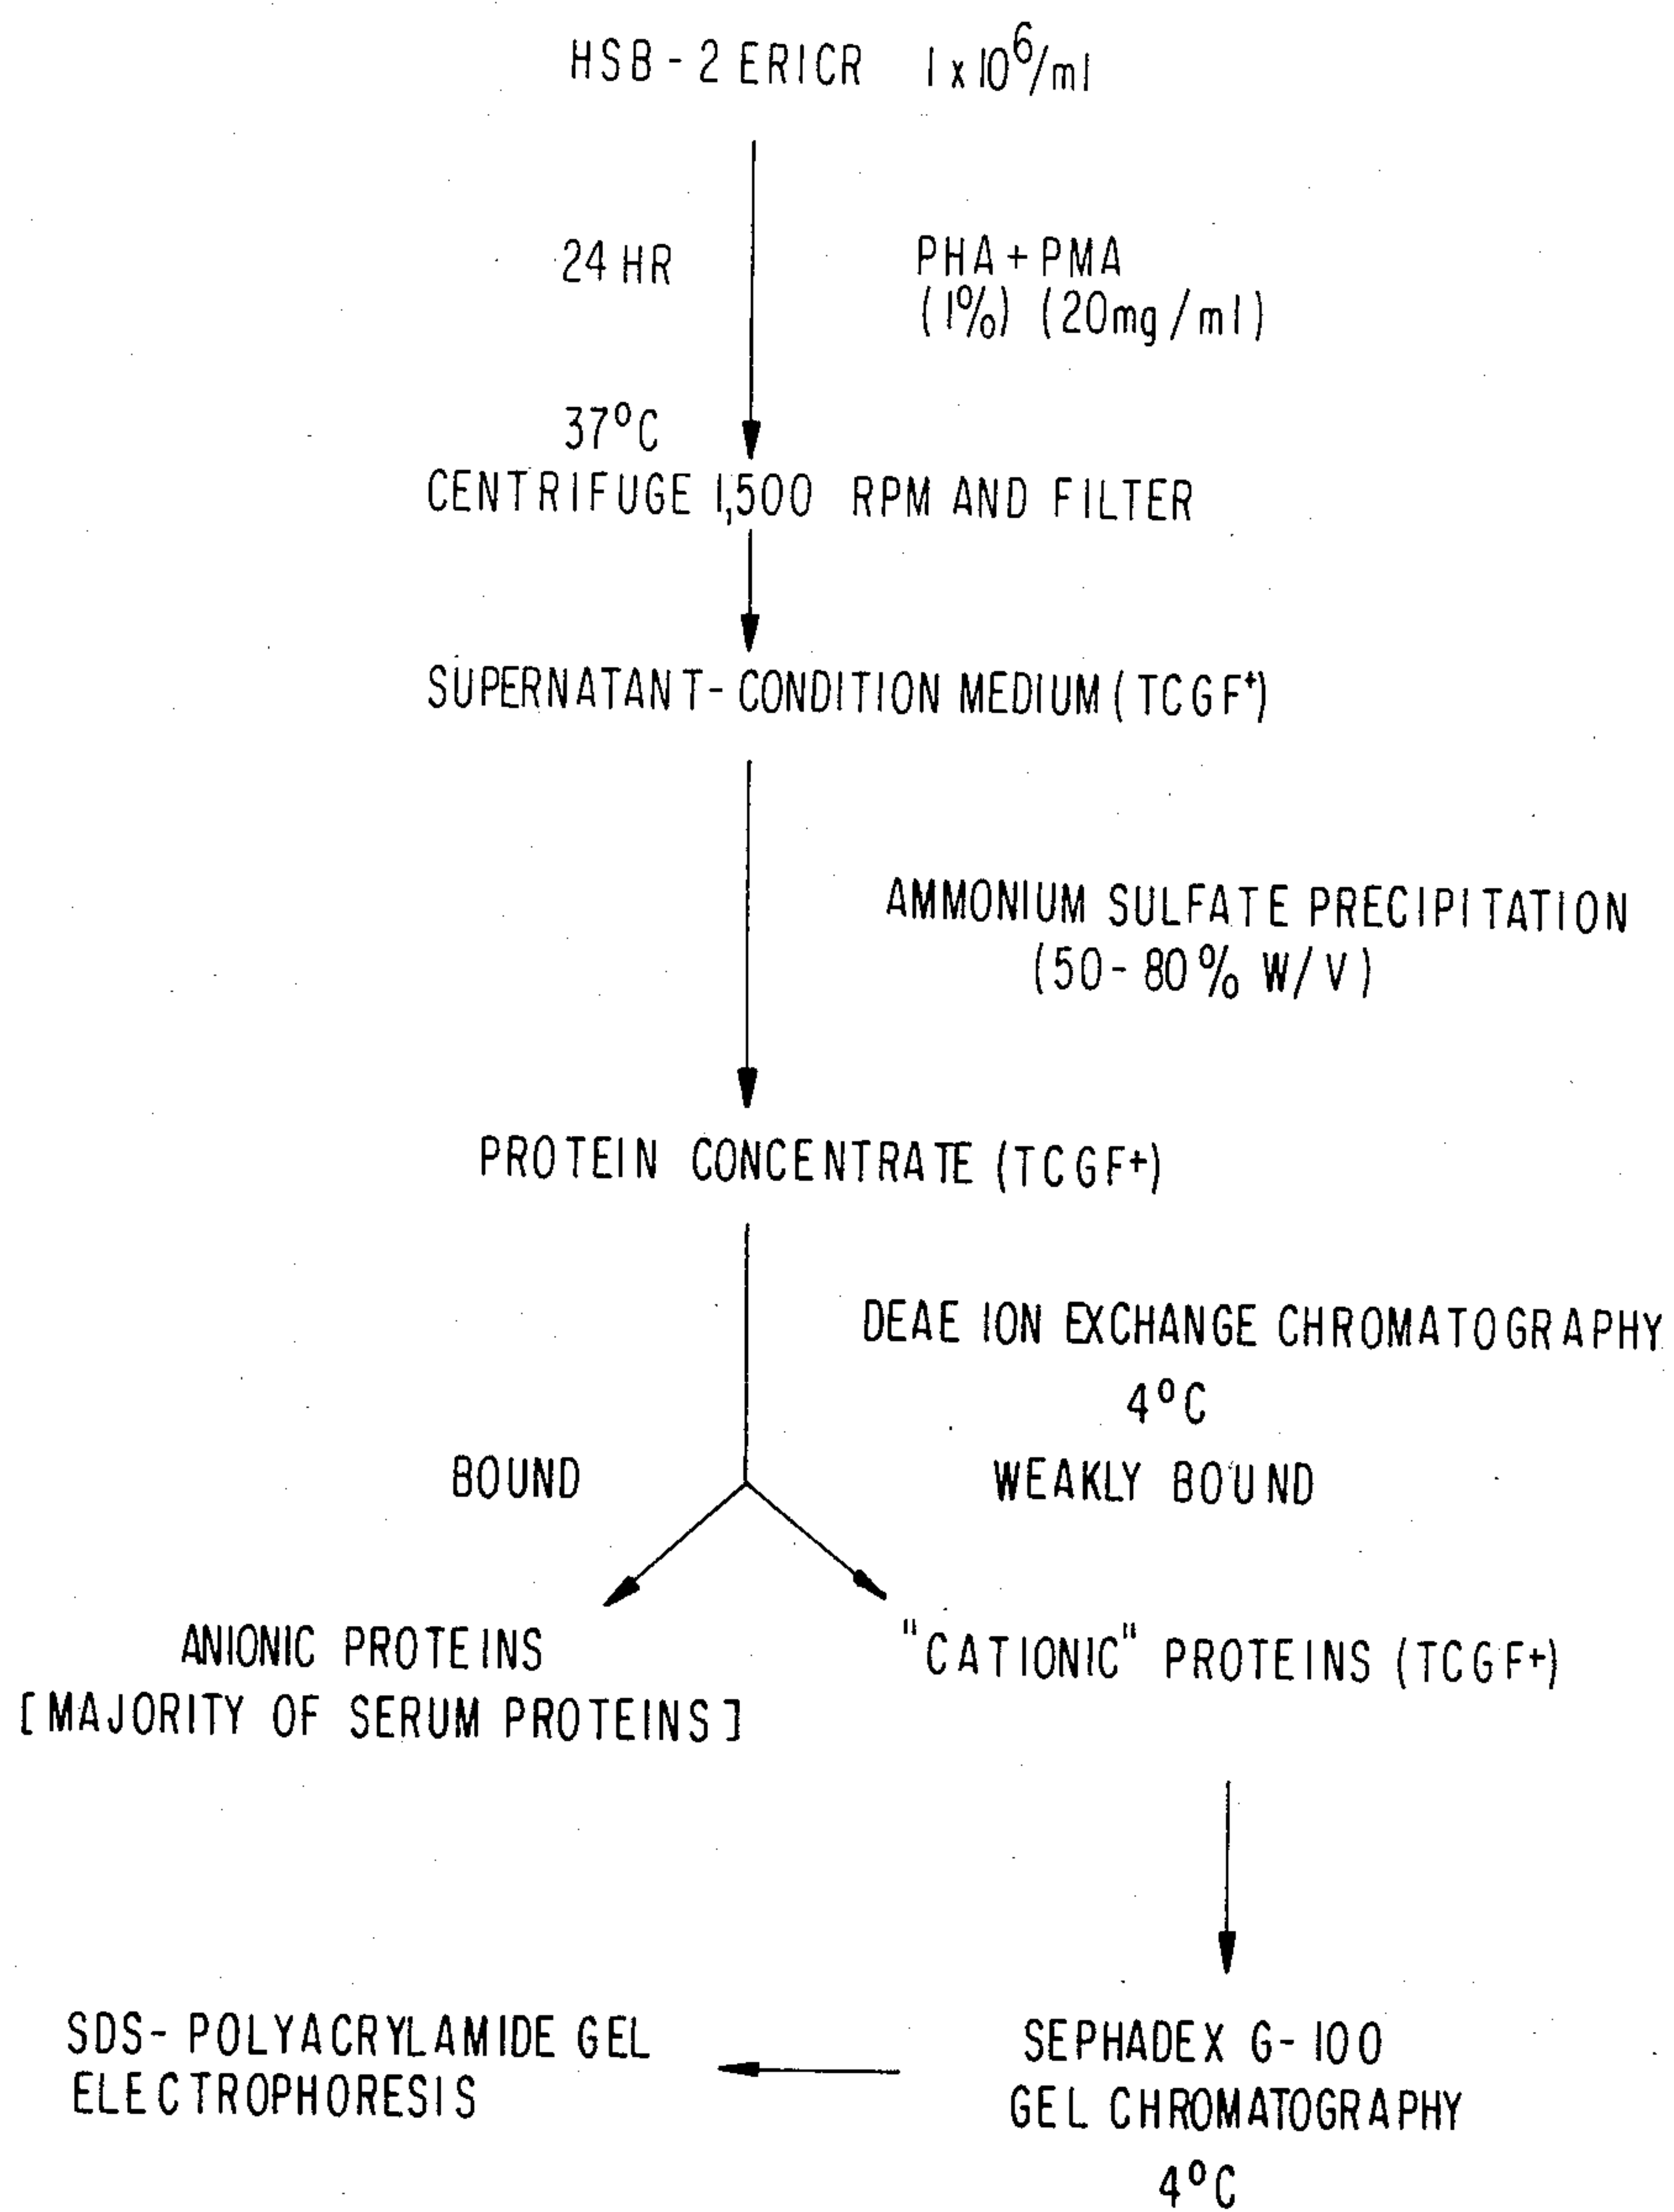 HSB-2 ERICR 1 x 10⁶/ml
24 HR
PHA + PMA
(1%) (20mg/ml)
37°C
CENTRIFUGE 1,500 RPM AND FILTER
SUPERNATANT-CONDITION MEDIUM (TCGF⁺)
AMMONIUM SULFATE PRECIPITATION
(50-80% W/V)
PROTEIN CONCENTRATE (TCGF+)
DEAE ION EXCHANGE CHROMATOGRAPHY
4°C
BOUND
WEAKLY BOUND
ANIONIC PROTEINS
[MAJORITY OF SERUM PROTEINS]
"CATIONIC" PROTEINS (TCGF+)
SDS-POLYACRYLAMIDE GEL
ELECTROPHORESIS
SEPHADEX G-100
GEL CHROMATOGRAPHY
4°C